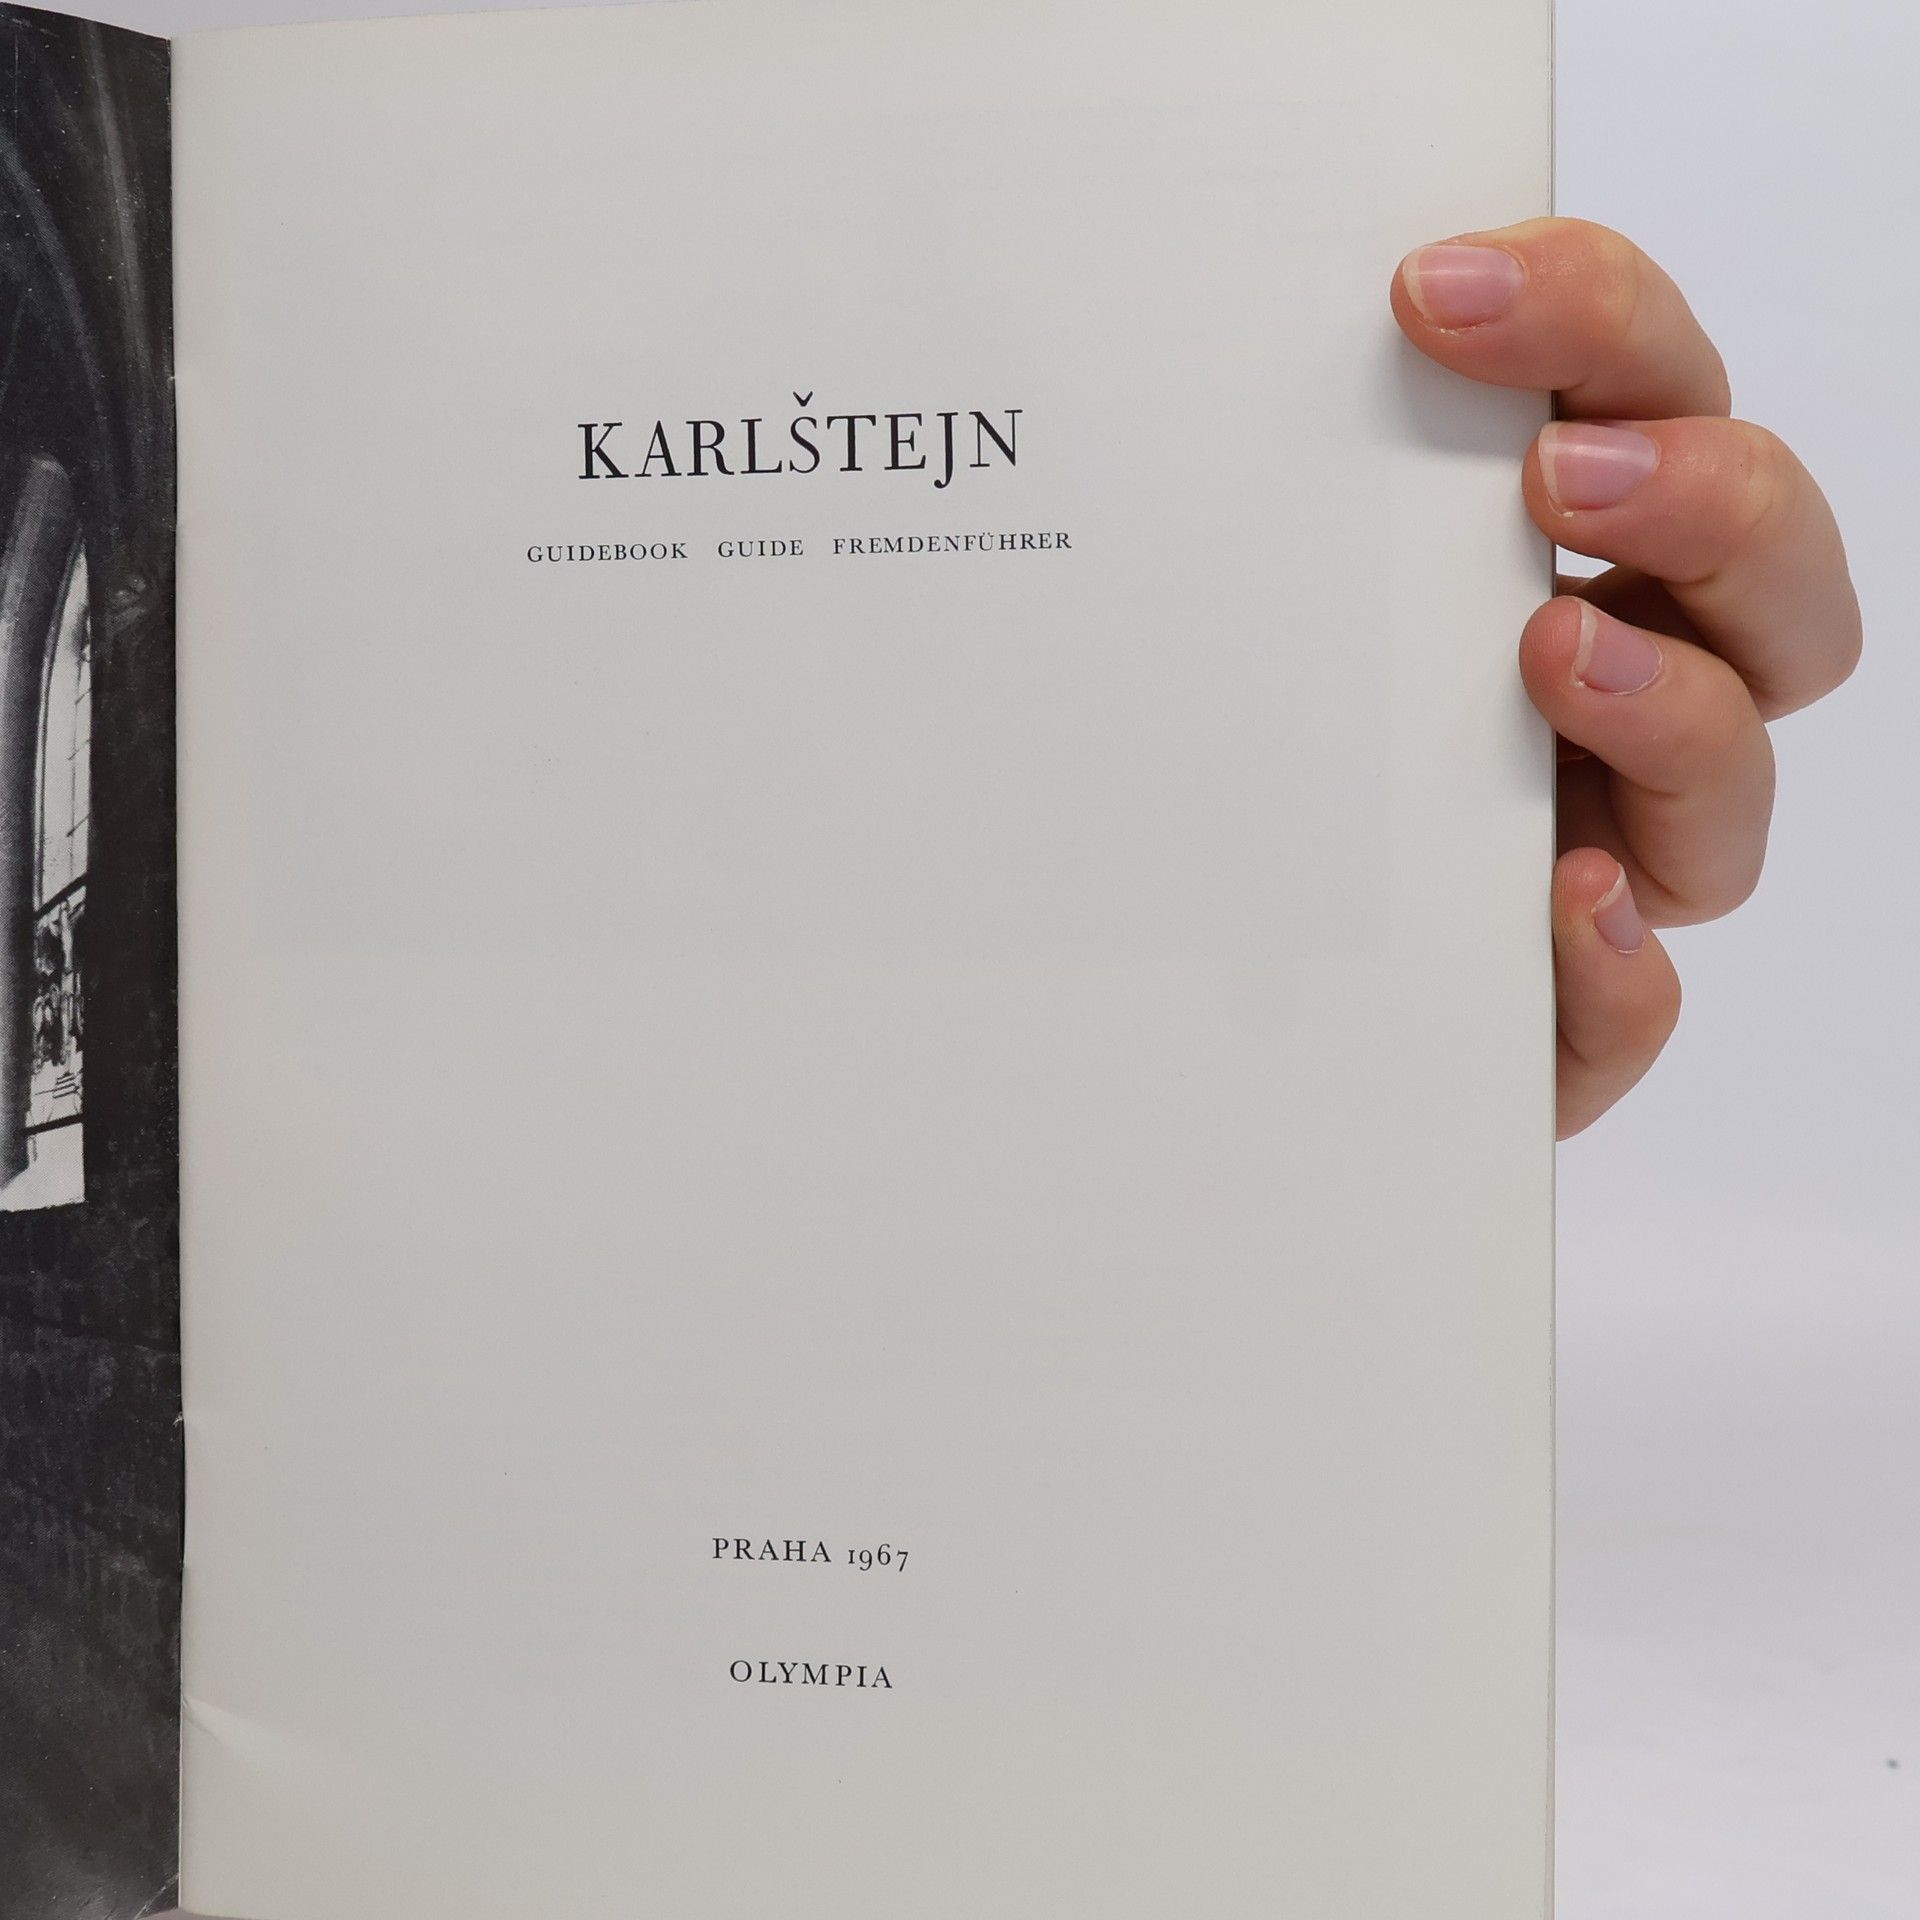 KARLŠTEJN
GUIDEBOOK GUIDE FREMDENFÜHRER
PRAHA 1967
OLYMPIA